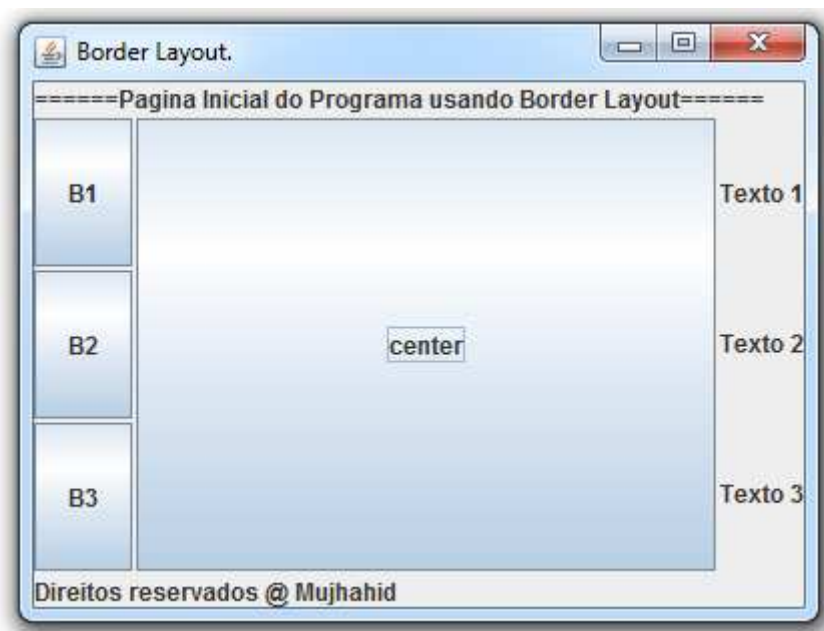 Border Layout.
======Pagina Inicial do Programa usando Border Layout======
B1
Texto 1
B2
center
Texto 2
B3
Texto 3
Direitos reservados @ Mujhahid